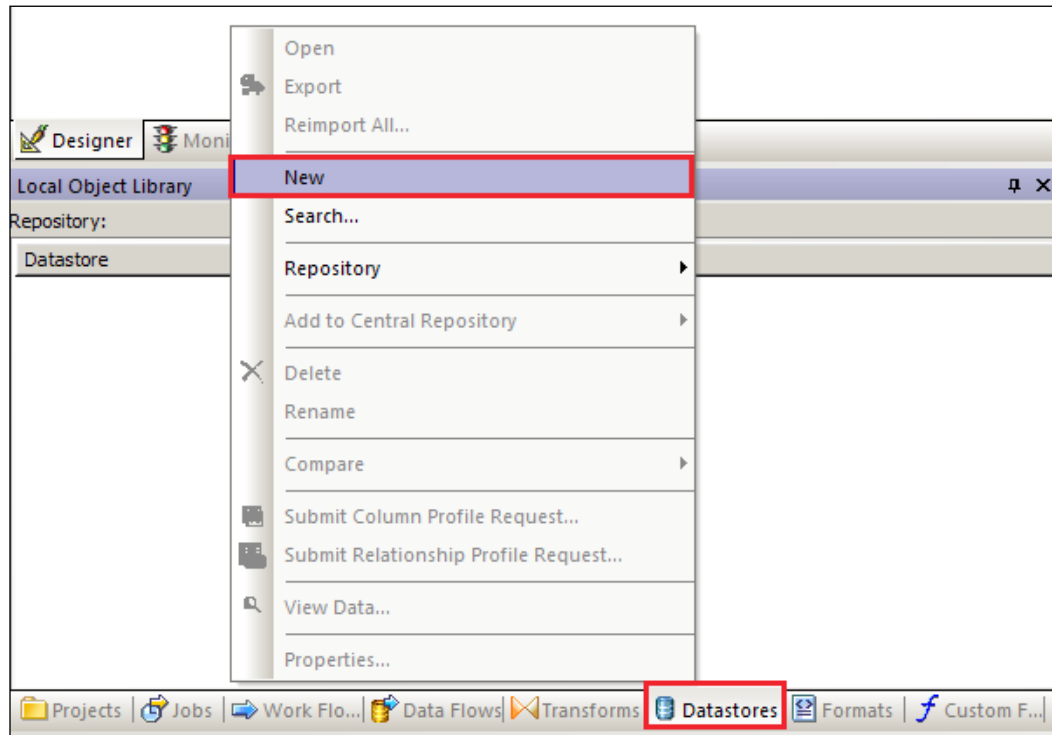 Open
Export
Reimport All...
Designer Moni
New
Local Object Library
Search...
Repository:
Datastore
Repository
Add to Central Repository
Delete
Rename
Compare
Submit Column Profile Request...
Submit Relationship Profile Request...
View Data...
Properties...
Projects Jobs Work Flo... Data Flows Transforms Datastores Formats Custom F...